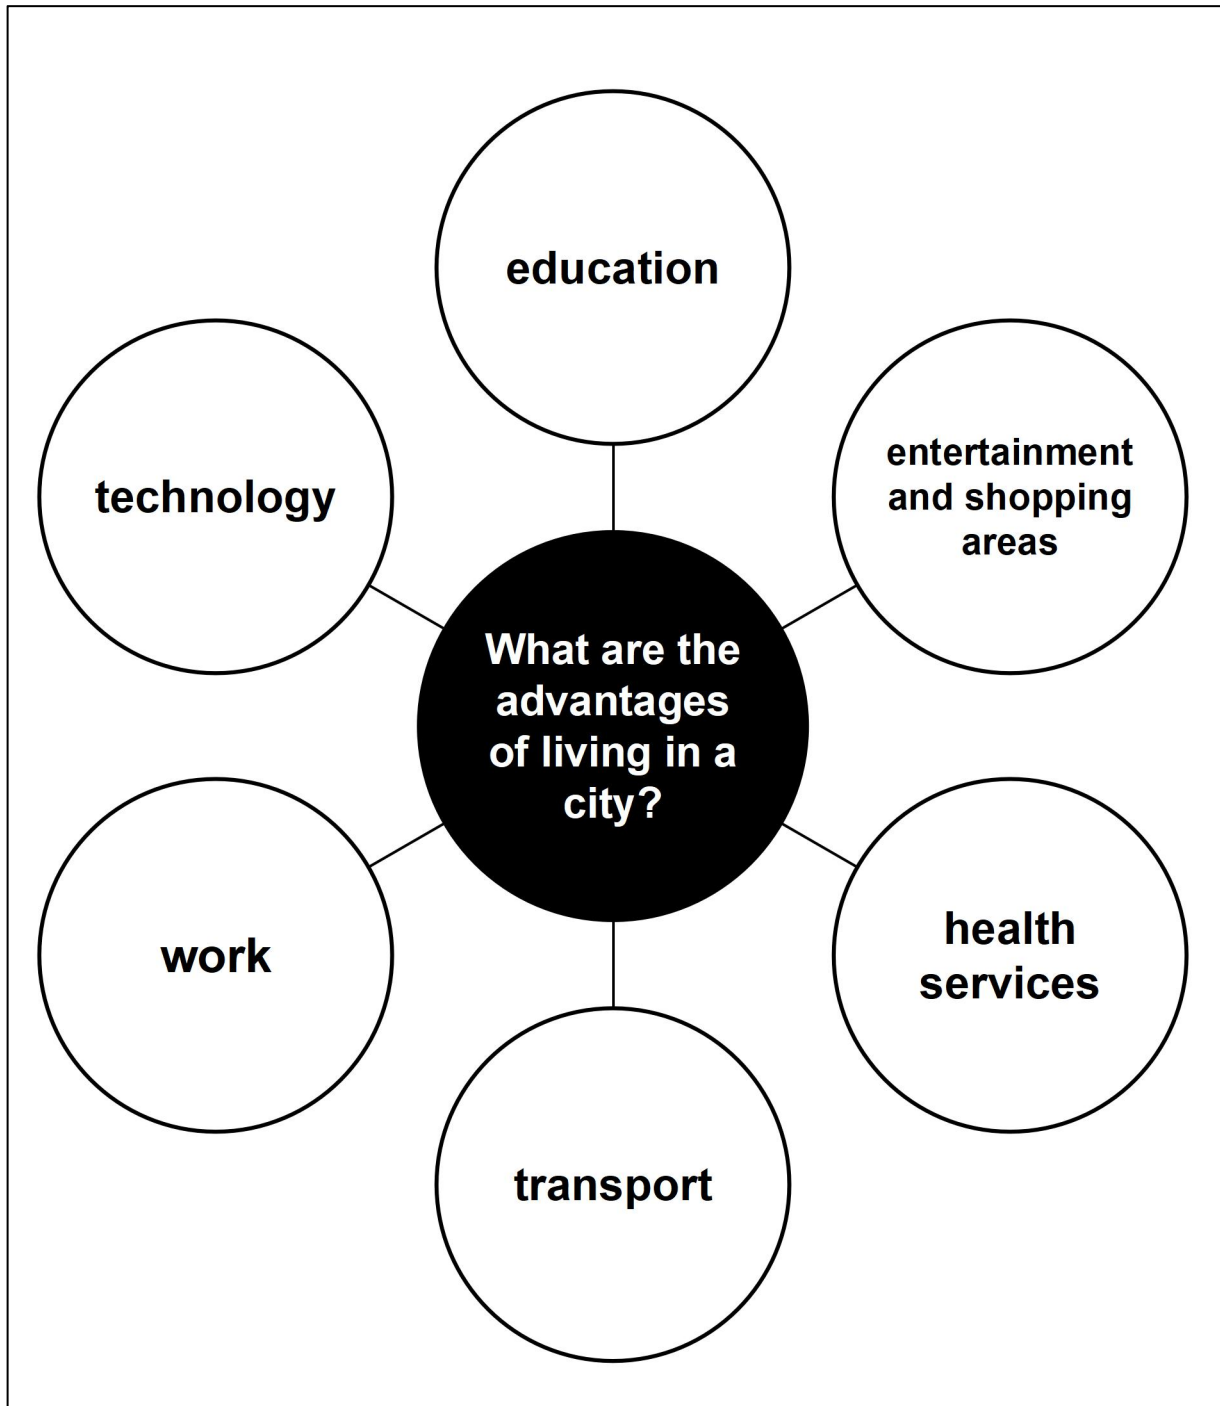 education
technology
entertainment
and shopping
areas
What are the
advantages
of living in a
city?
work
health
services
transport